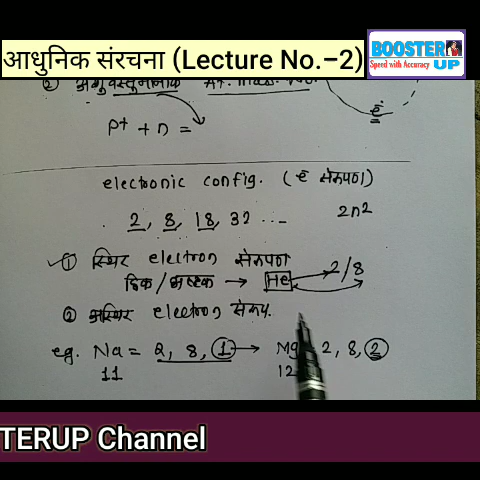 आधुनिक संरचना (Lecture No.–2)
BOOSTER
Speed with Accuracy UP
P+ + n =
ē
electronic config. (ē संरूपण)
2, 8, 18, 32 ... 2n2
① स्थिर electron संरूपण
द्विक/अष्टक → He 2/8
② अस्थिर electron संरूप.
eg. Na = 2, 8, 1 → Mg 2, 8, 2
11 12
TERUP Channel